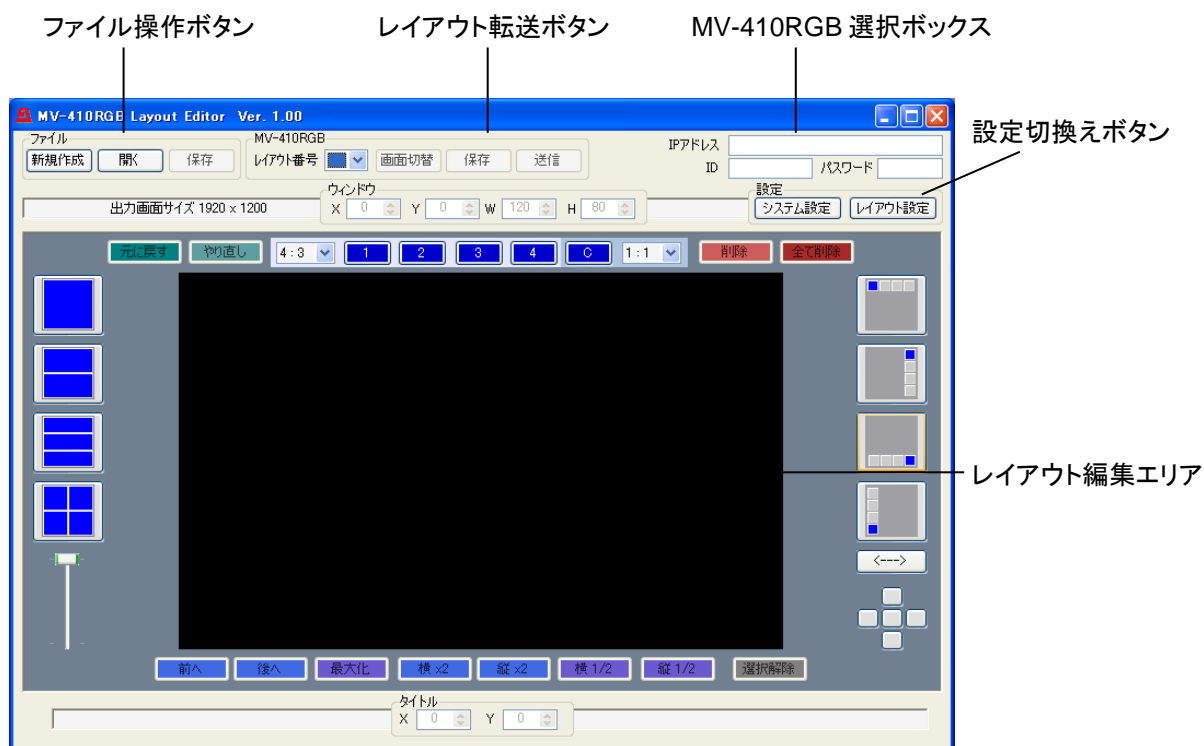 ファイル操作ボタン レイアウト転送ボタン MV-410RGB 選択ボックス
MV-410RGB Layout Editor Ver. 1.00
設定切換えボタン
ファイル MV-410RGB
新規作成 開く 保存 レイアウト番号 画面切替 保存 送信 IPアドレス
ID パスワード
ウィンドウ 設定
出力画面サイズ 1920 x 1200 X 0 Y 0 W 120 H 80 システム設定 レイアウト設定
元に戻す やり直し 4:3 1 2 3 4 C 1:1 削除 全て削除
レイアウト編集エリア
<--->
前へ 後へ 最大化 横 x2 縦 x2 横 1/2 縦 1/2 選択解除
タイトル
X 0 Y 0